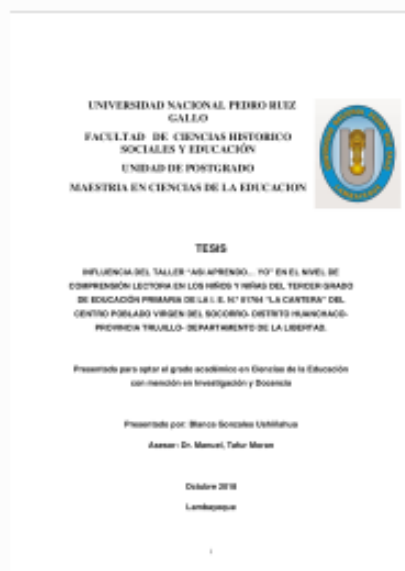 UNIVERSIDAD NACIONAL PEDRO RUIZ
GALLO
FACULTAD DE CIENCIAS HISTORICO
SOCIALES Y EDUCACIÓN
UNIDAD DE POSTGRADO
MAESTRIA EN CIENCIAS DE LA EDUCACION
TESIS
INFLUENCIA DEL TALLER "ASI APRENDO... YO" EN EL NIVEL DE
COMPRENSIÓN LECTORA EN LOS NIÑOS Y NIÑAS DEL TERCER GRADO
DE EDUCACIÓN PRIMARIA DE LA I. E. N.° 81764 "LA CANTERA" DEL
CENTRO POBLADO VIRGEN DEL SOCORRO- DISTRITO HUANCHACO-
PROVINCIA TRUJILLO- DEPARTAMENTO DE LA LIBERTAD.
Presentada para optar el grado académico en Ciencias de la Educación
con mención en Investigación y Docencia
Presentado por: Blanca Gonzales Ushiñahua
Asesor: Dr. Manuel, Tafur Moran
Octubre 2018
Lambayeque